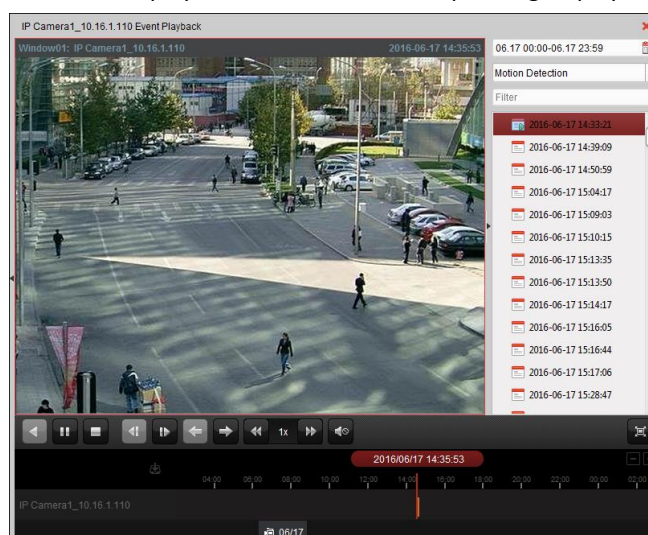 IP Camera1_10.16.1.110 Event Playback
Window01: IP Camera1_10.16.1.110 2016-06-17 14:35:53
06.17 00:00-06.17 23:59
Motion Detection
Filter
2016-06-17 14:33:21
2016-06-17 14:39:09
2016-06-17 14:50:59
2016-06-17 15:04:17
2016-06-17 15:09:03
2016-06-17 15:10:15
2016-06-17 15:13:35
2016-06-17 15:13:50
2016-06-17 15:14:17
2016-06-17 15:16:05
2016-06-17 15:16:44
2016-06-17 15:17:06
2016-06-17 15:28:47
1x
2016/06/17 14:35:53
04:00 06:00 08:00 10:00 12:00 14:00 16:00 18:00 20:00 22:00 00:00 02:00
IP Camera1_10.16.1.110
06/17